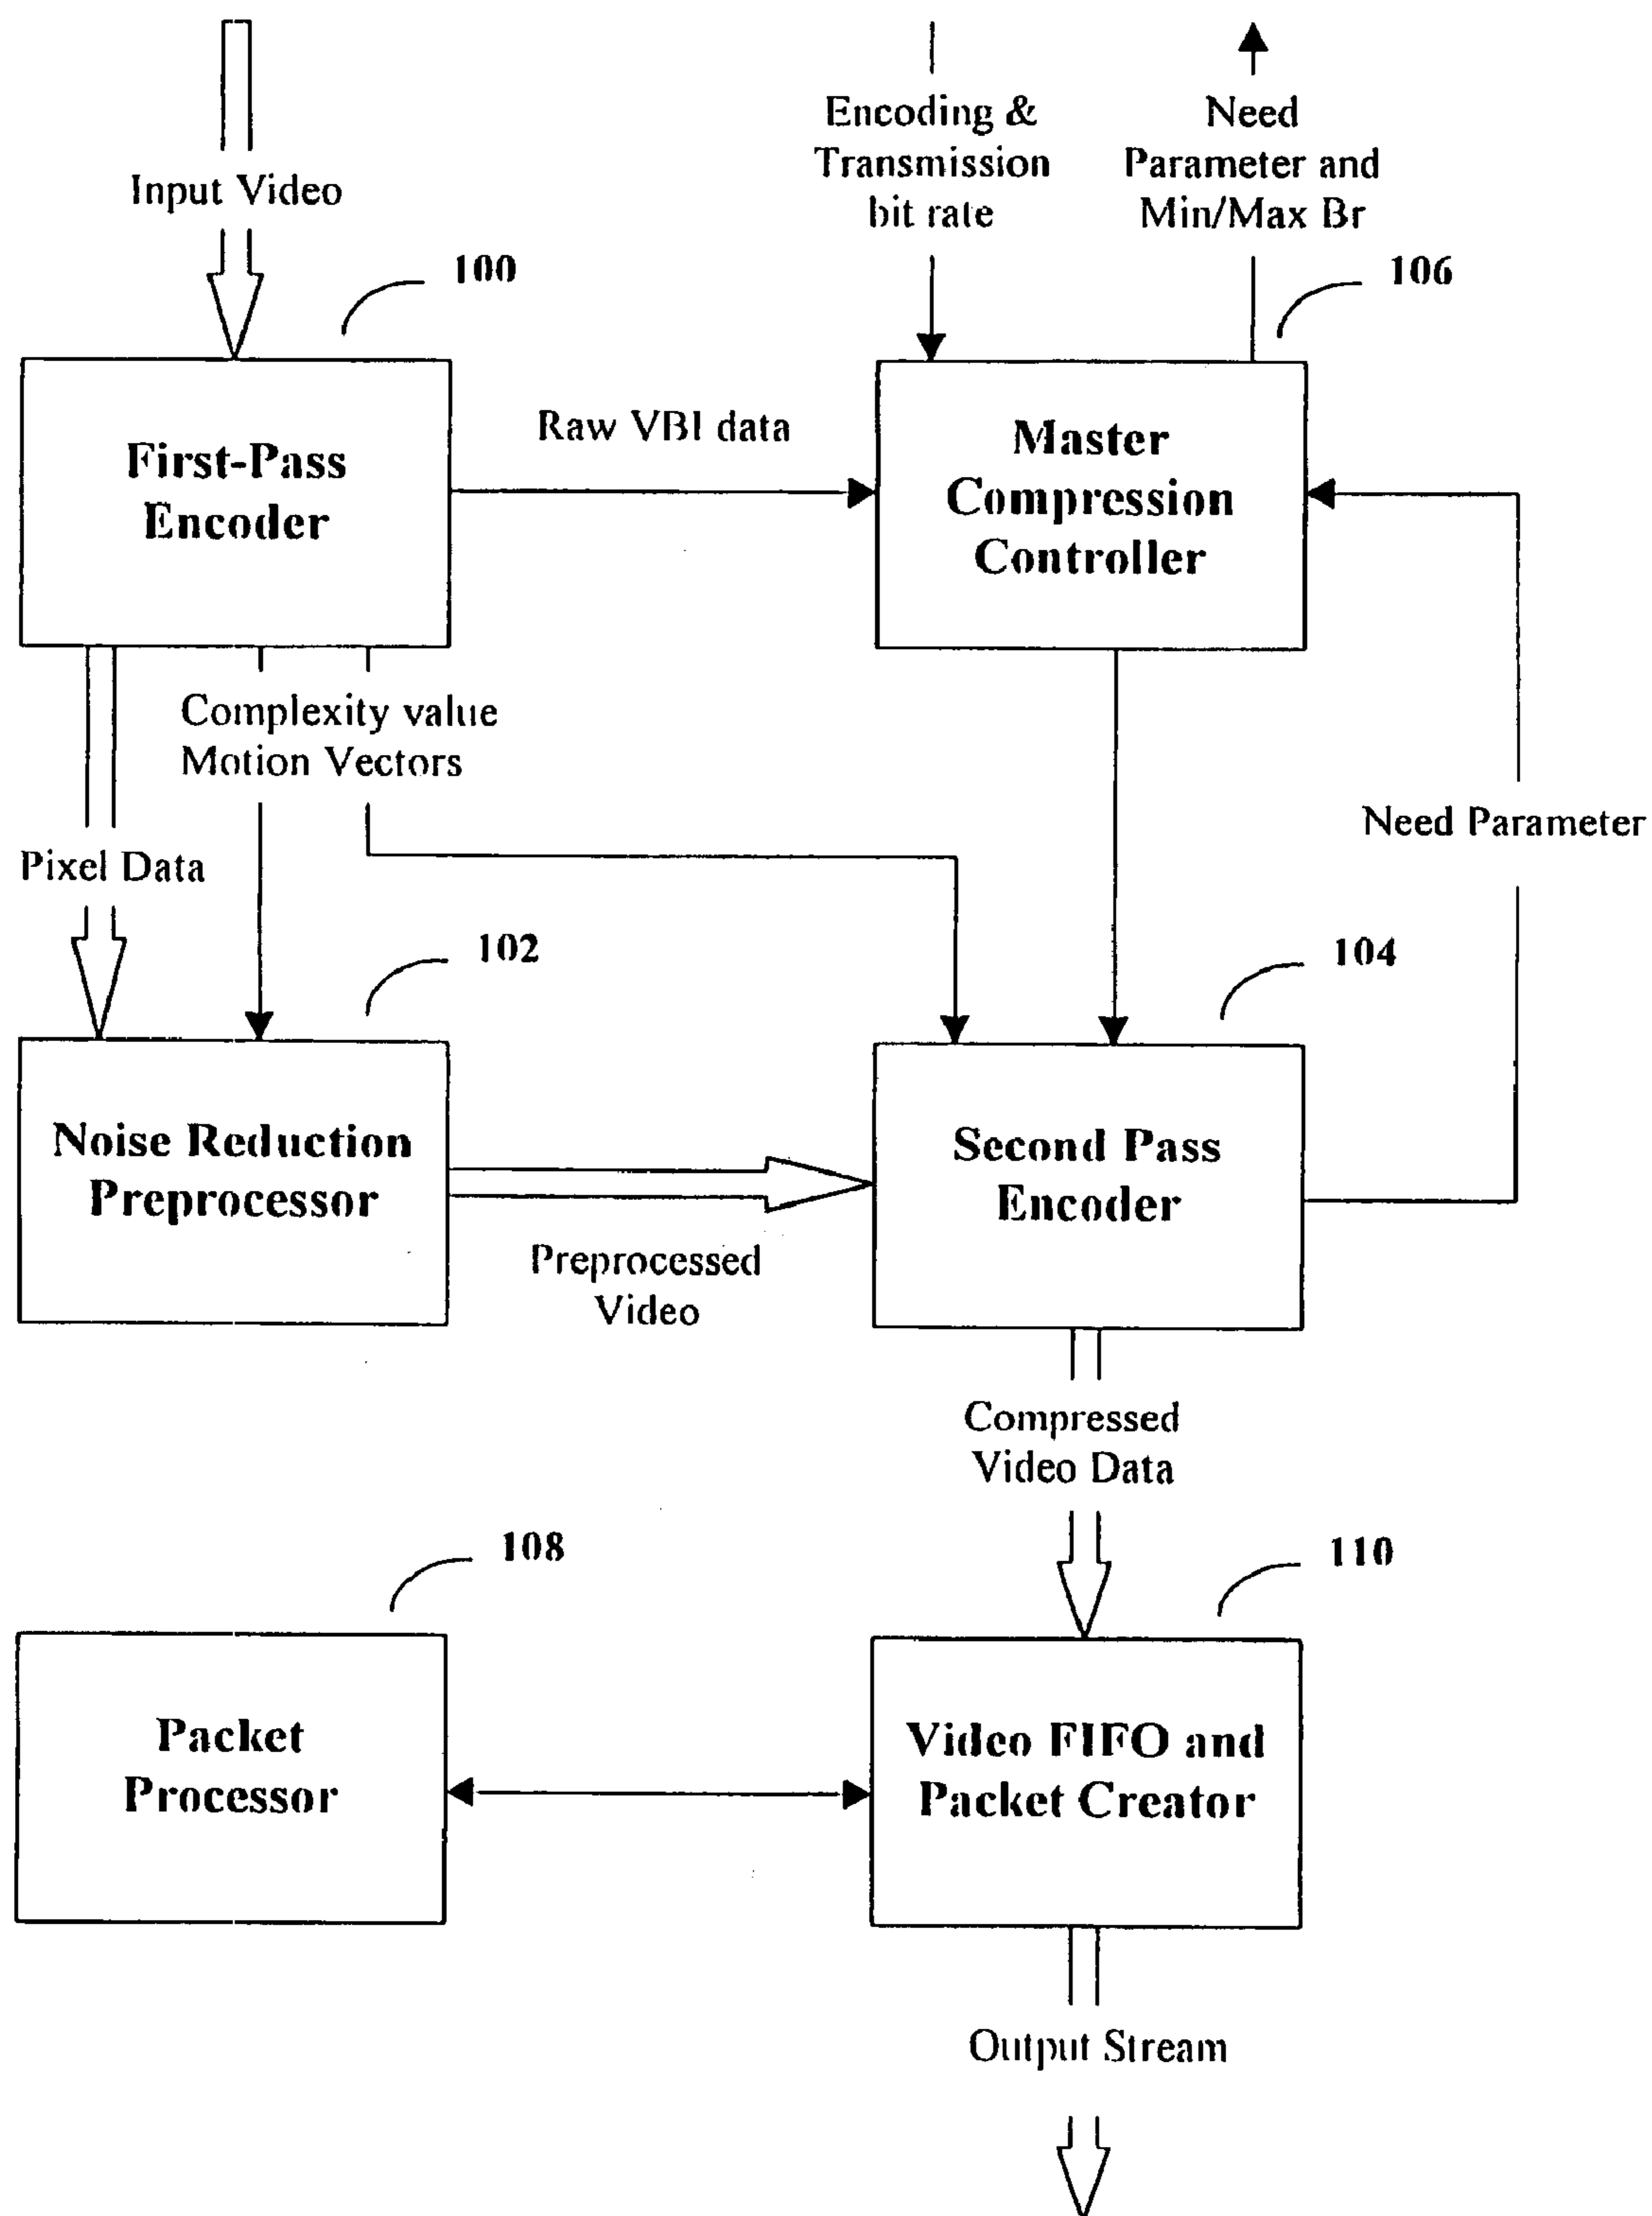 Input Video
Encoding &
Transmission
bit rate
Need
Parameter and
Min/Max Br
100
106
First-Pass
Encoder
Raw VBI data
Master
Compression
Controller
Complexity value
Motion Vectors
Pixel Data
Need Parameter
102
104
Noise Reduction
Preprocessor
Preprocessed
Video
Second Pass
Encoder
Compressed
Video Data
108
110
Packet
Processor
Video FIFO and
Packet Creator
Output Stream